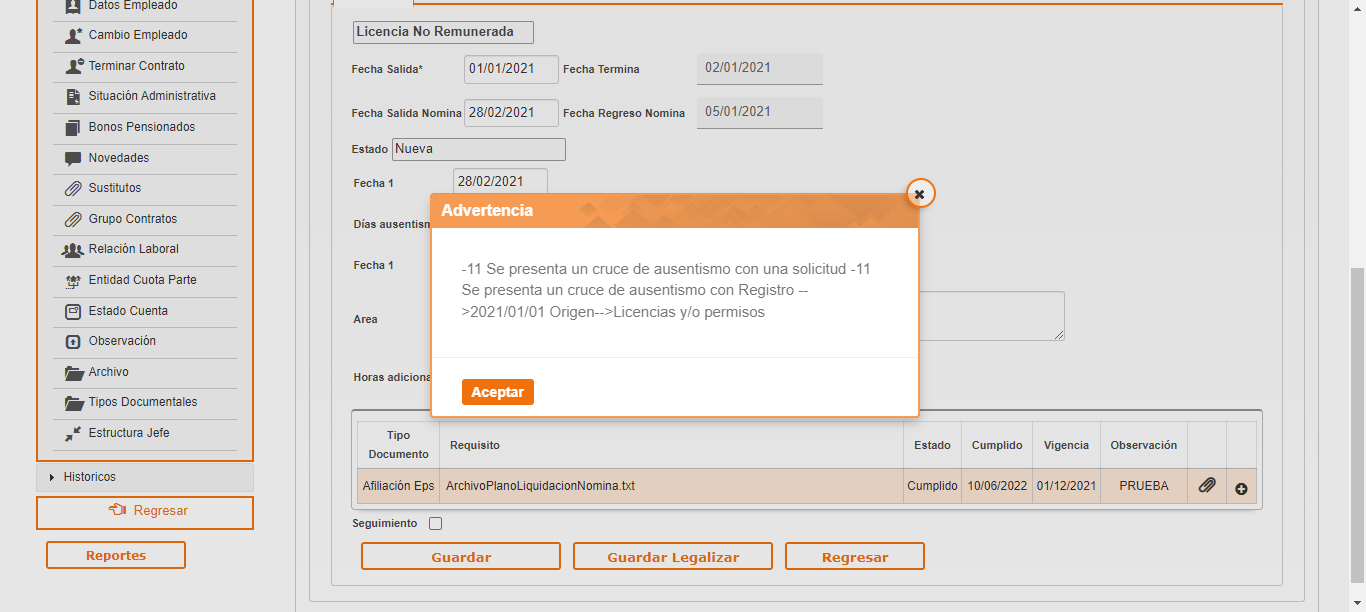 Datos Empleado
Cambio Empleado
Terminar Contrato
Situación Administrativa
Bonos Pensionados
Novedades
Sustitutos
Grupo Contratos
Relación Laboral
Entidad Cuota Parte
Estado Cuenta
Observación
Archivo
Tipos Documentales
Estructura Jefe
Historicos
Regresar
Reportes
Licencia No Remunerada
Fecha Salida* 01/01/2021 Fecha Termina 02/01/2021
Fecha Salida Nomina 28/02/2021 Fecha Regreso Nomina 05/01/2021
Estado Nueva
Fecha 1 28/02/2021
Días ausentism
Fecha 1
Area
Horas adiciona
Advertencia
-11 Se presenta un cruce de ausentismo con una solicitud -11
Se presenta un cruce de ausentismo con Registro --
>2021/01/01 Origen-->Licencias y/o permisos
Aceptar
Tipo Documento Requisito Estado Cumplido Vigencia Observación
Afiliación Eps ArchivoPlanoLiquidacionNomina.txt Cumplido 10/06/2022 01/12/2021 PRUEBA
Seguimiento
Guardar Guardar Legalizar Regresar